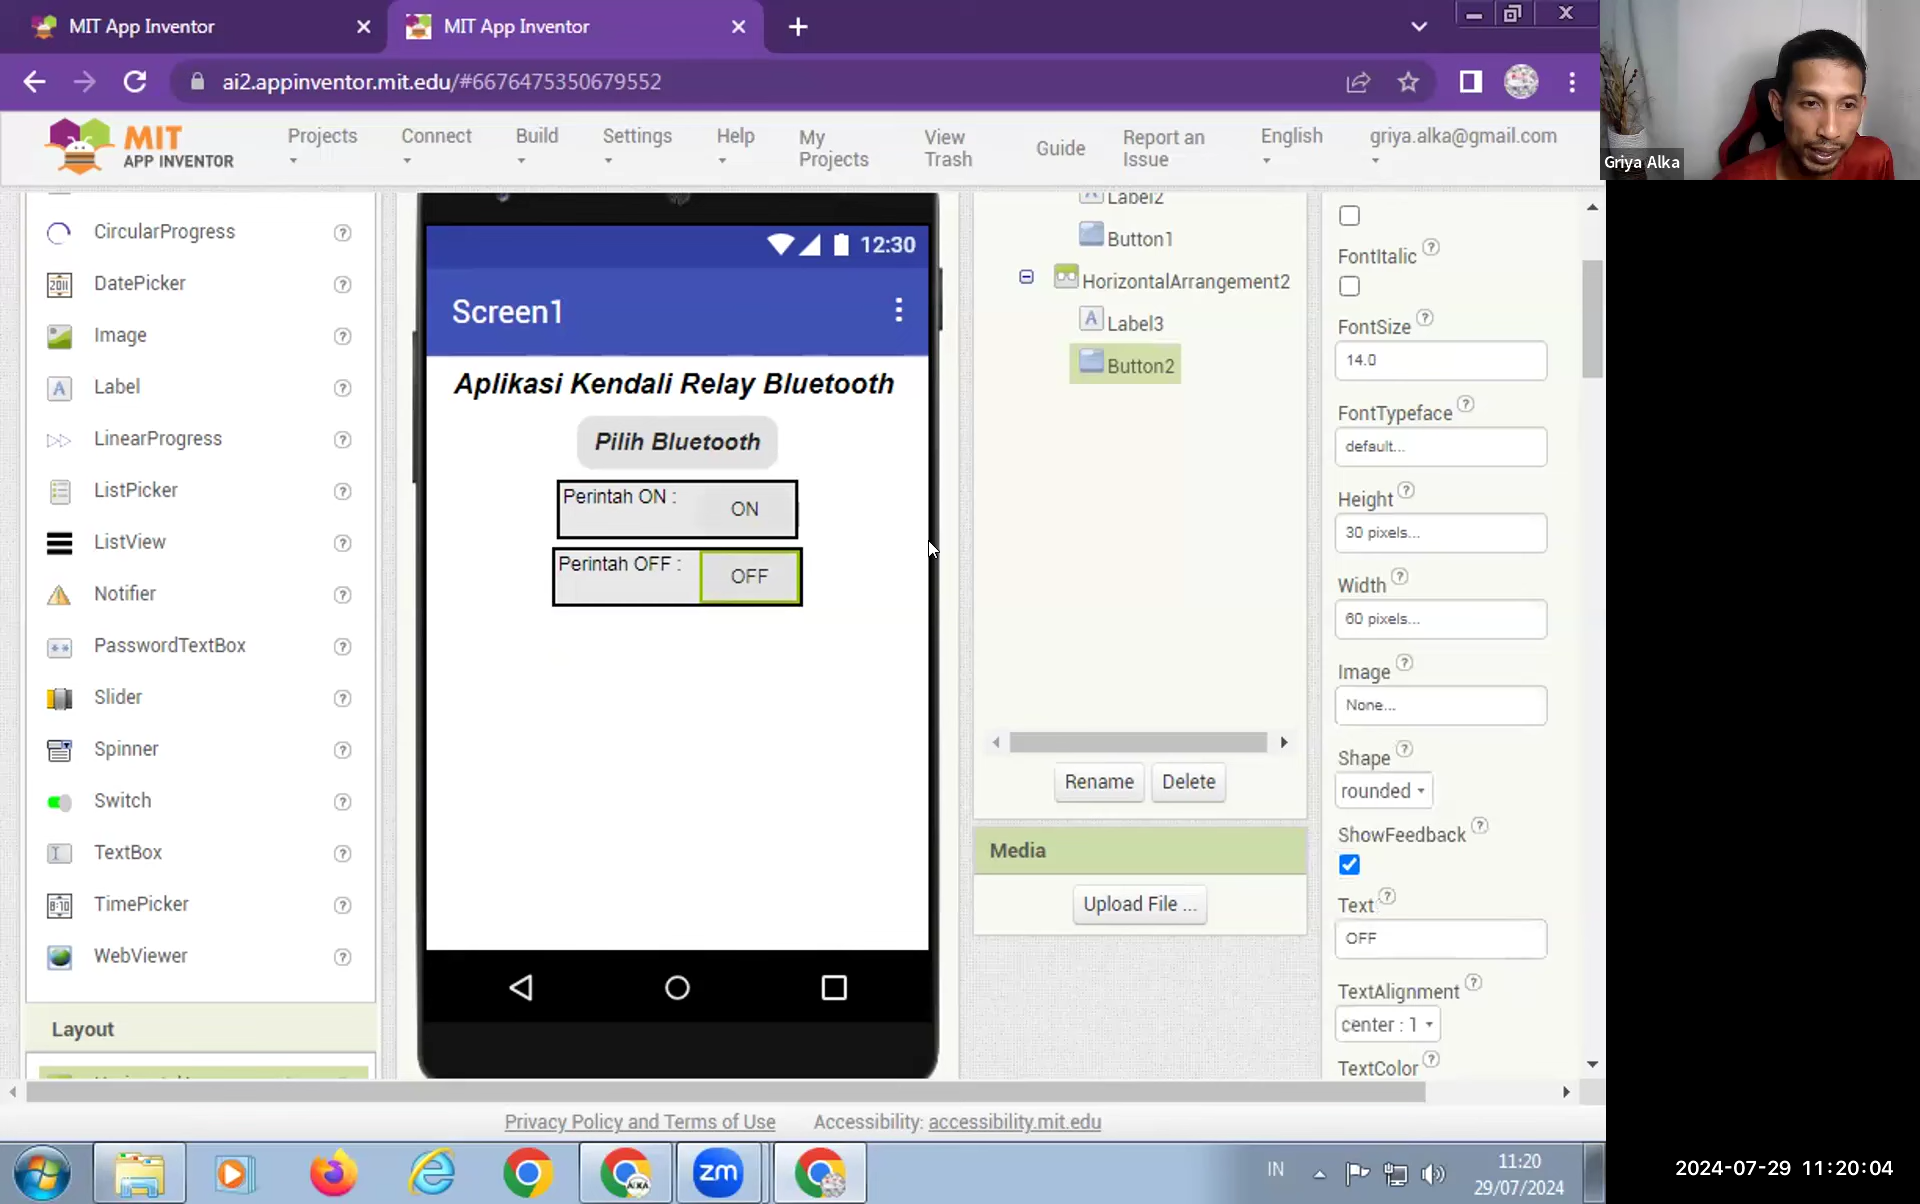 MIT App Inventor
MIT App Inventor
ai2.appinventor.mit.edu/#6676475350679552
Griya Alka
MIT
APP INVENTOR
Projects
Connect
Build
Settings
Help
My
Projects
View
Trash
Guide
Report an
Issue
English
griya.alka@gmail.com
CircularProgress
DatePicker
Image
Label
LinearProgress
ListPicker
ListView
Notifier
PasswordTextBox
Slider
Spinner
Switch
TextBox
TimePicker
WebViewer
Layout
12:30
Screen1
Aplikasi Kendali Relay Bluetooth
Pilih Bluetooth
Perintah ON :
ON
Perintah OFF :
OFF
Label2
Button1
HorizontalArrangement2
Label3
Button2
Rename
Delete
Media
Upload File ...
FontItalic
FontSize
14.0
FontTypeface
default...
Height
30 pixels...
Width
60 pixels...
Image
None...
Shape
rounded
ShowFeedback
Text
OFF
TextAlignment
center : 1
TextColor
Privacy Policy and Terms of Use
Accessibility: accessibility.mit.edu
zm
IN
11:20
29/07/2024
2024-07-29 11:20:04